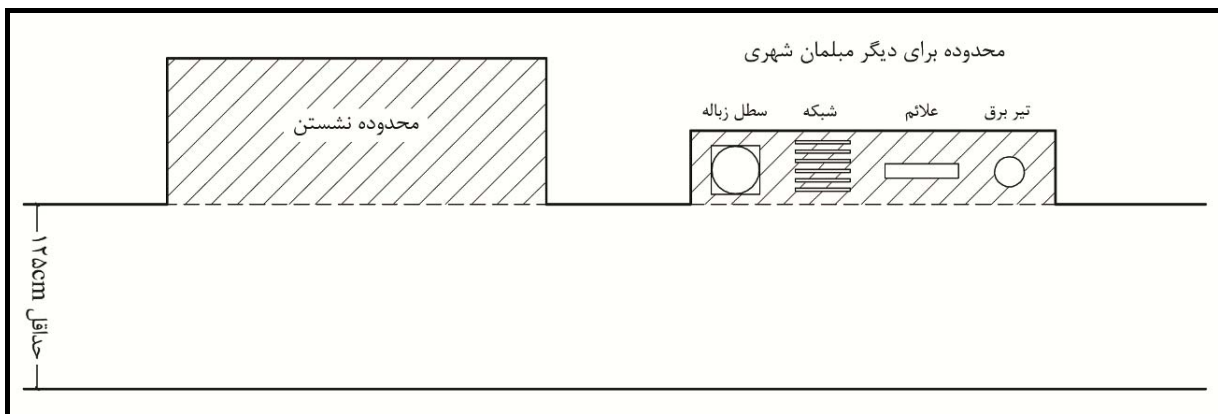 محدوده برای دیگر مبلمان شهری
تیر برق
علائم
شبکه
سطل زباله
محدوده نشستن
حداقل ۱۲۵cm